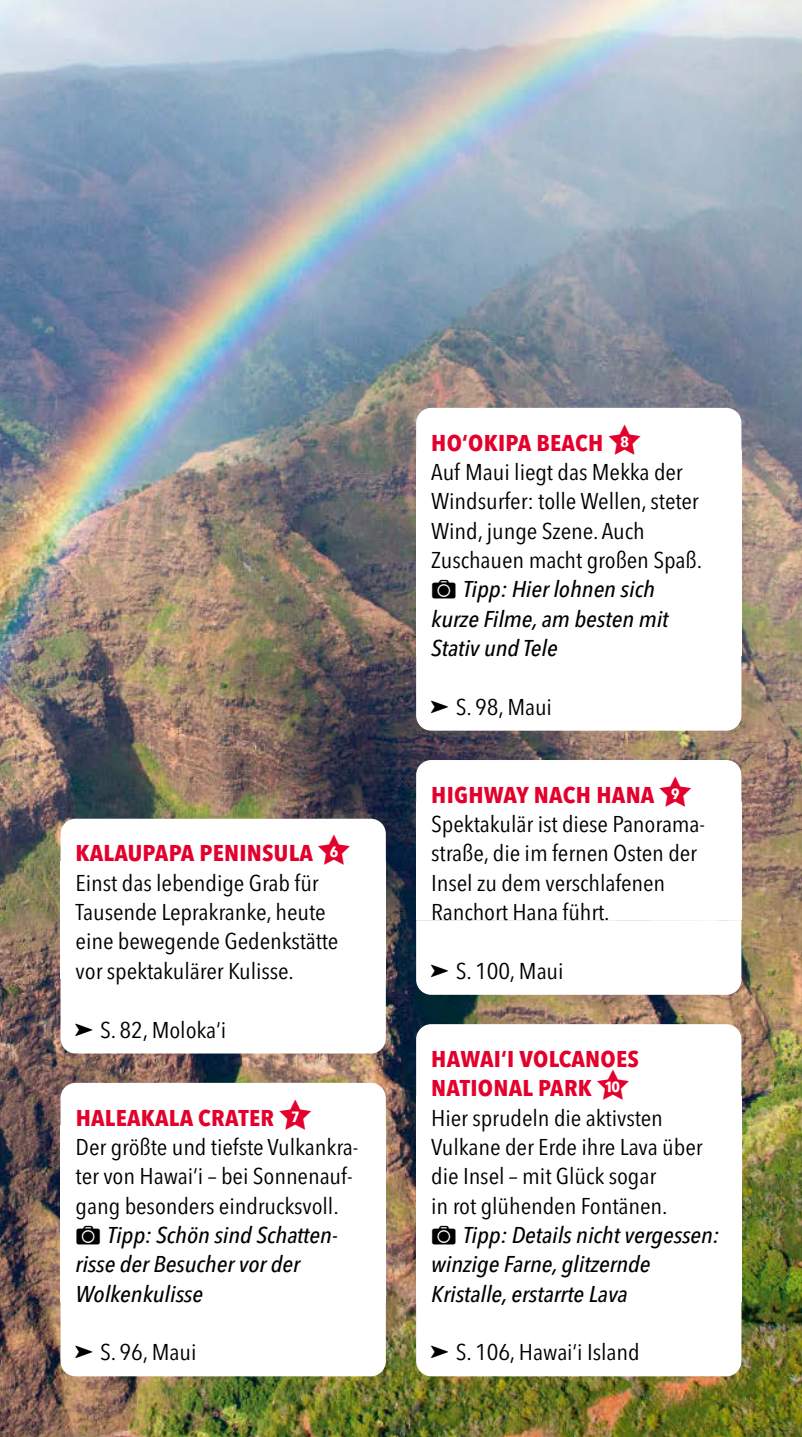 KALAUPAPA PENINSULA 6
Einst das lebendige Grab für
Tausende Leprakranke, heute
eine bewegende Gedenkstätte
vor spektakulärer Kulisse.
➤ S. 82, Moloka'i
HALEAKALA CRATER 7
Der größte und tiefste Vulkankra-
ter von Hawai'i – bei Sonnenauf-
gang besonders eindrucksvoll.
Tipp: Schön sind Schatten-
risse der Besucher vor der
Wolkenkulisse
➤ S. 96, Maui
HO'OKIPA BEACH 8
Auf Maui liegt das Mekka der
Windsurfer: tolle Wellen, steter
Wind, junge Szene. Auch
Zuschauen macht großen Spaß.
Tipp: Hier lohnen sich
kurze Filme, am besten mit
Stativ und Tele
➤ S. 98, Maui
HIGHWAY NACH HANA 9
Spektakulär ist diese Panorama-
straße, die im fernen Osten der
Insel zu dem verschlafenen
Ranchort Hana führt.
➤ S. 100, Maui
HAWAI'I VOLCANOES
NATIONAL PARK 10
Hier sprudeln die aktivsten
Vulkane der Erde ihre Lava über
die Insel – mit Glück sogar
in rot glühenden Fontänen.
Tipp: Details nicht vergessen:
winzige Farne, glitzernde
Kristalle, erstarrte Lava
➤ S. 106, Hawai'i Island